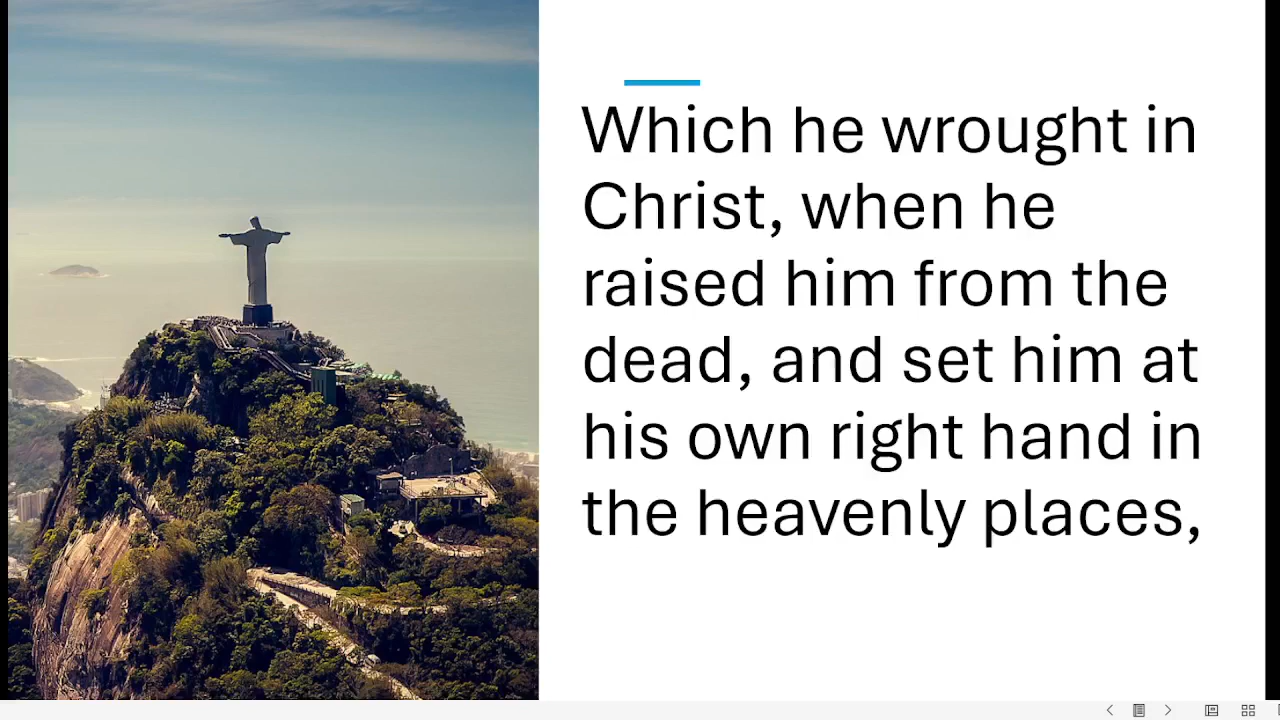 Which he wrought in
Christ, when he
raised him from the
dead, and set him at
his own right hand in
the heavenly places,